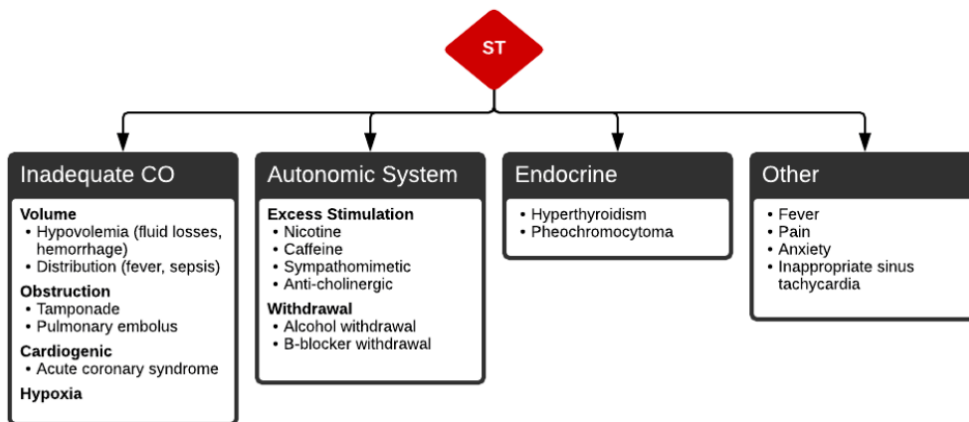 ST
Inadequate CO
Volume
• Hypovolemia (fluid losses,
hemorrhage)
• Distribution (fever, sepsis)
Obstruction
• Tamponade
• Pulmonary embolus
Cardiogenic
• Acute coronary syndrome
Hypoxia
Autonomic System
Excess Stimulation
• Nicotine
• Caffeine
• Sympathomimetic
• Anti-cholinergic
Withdrawal
• Alcohol withdrawal
• B-blocker withdrawal
Endocrine
• Hyperthyroidism
• Pheochromocytoma
Other
• Fever
• Pain
• Anxiety
• Inappropriate sinus
tachycardia